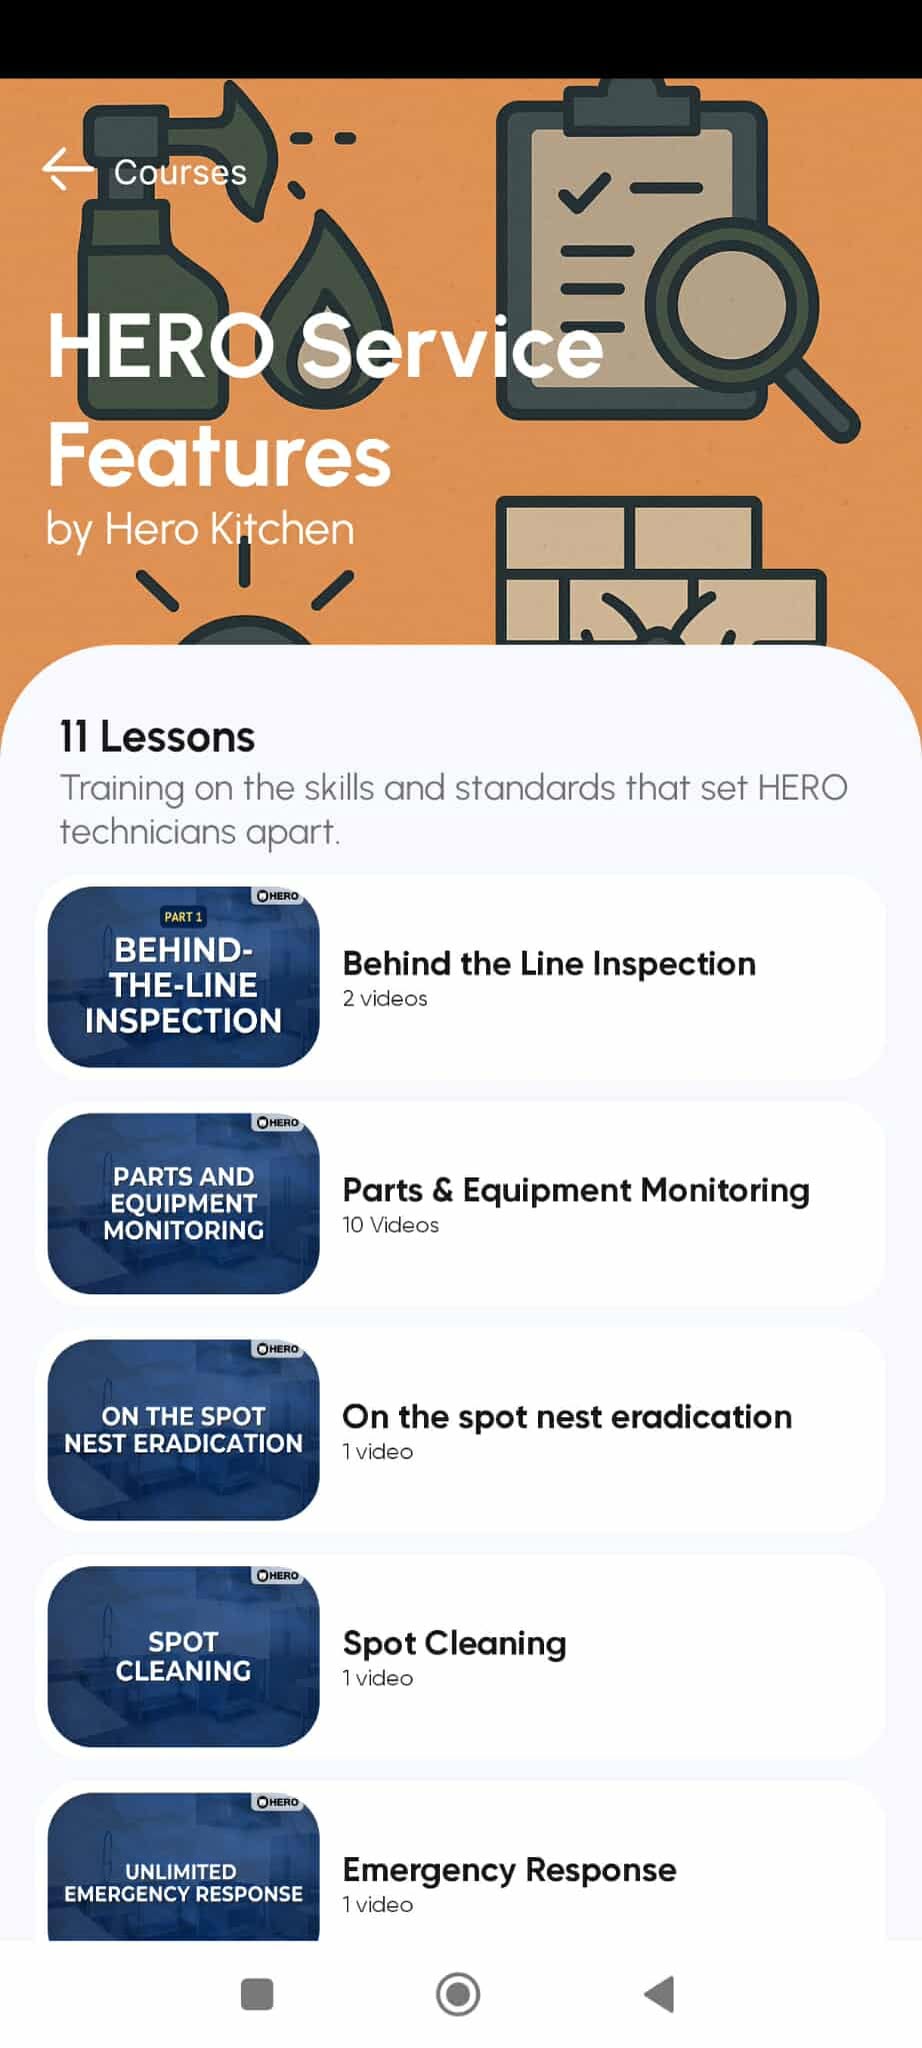 Courses
HERO Service
Features
by Hero Kitchen
11 Lessons
Training on the skills and standards that set HERO
technicians apart.
HERO
PART 1
BEHIND-
THE-LINE
INSPECTION
Behind the Line Inspection
2 videos
HERO
PARTS AND
EQUIPMENT
MONITORING
Parts & Equipment Monitoring
10 Videos
HERO
ON THE SPOT
NEST ERADICATION
On the spot nest eradication
1 video
HERO
SPOT
CLEANING
Spot Cleaning
1 video
HERO
UNLIMITED
EMERGENCY RESPONSE
Emergency Response
1 video